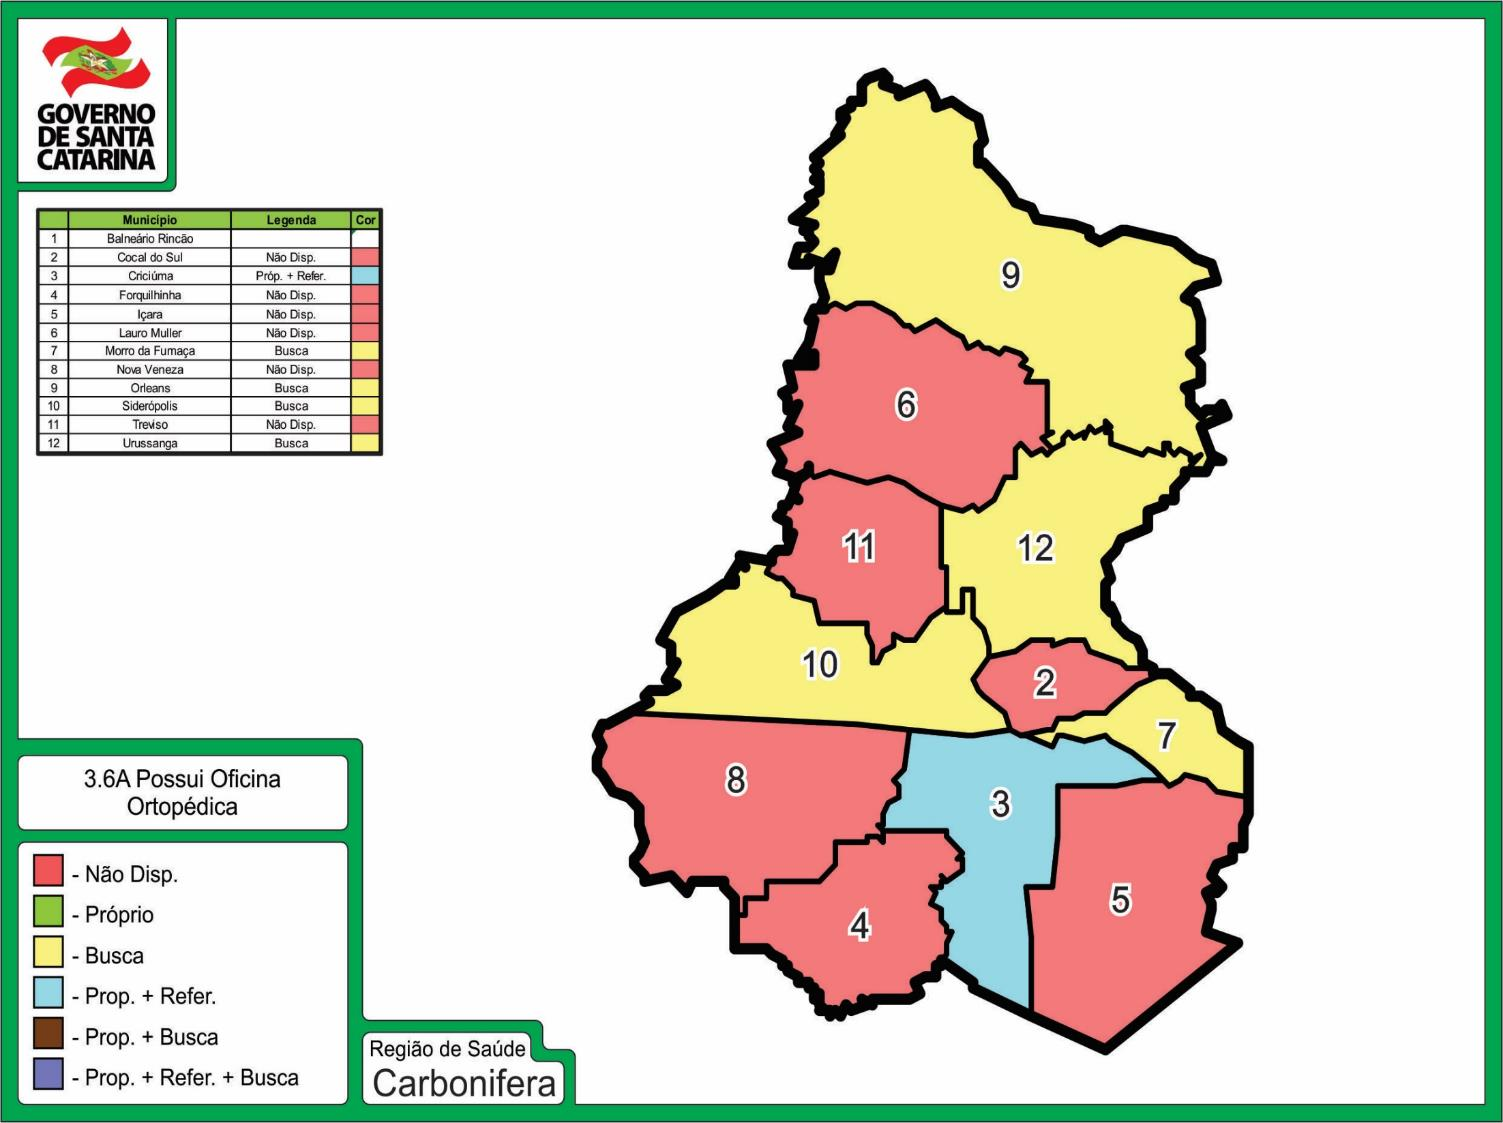 GOVERNO
DE SANTA
CATARINA
Município Legenda Cor
1 Balneário Rincão
2 Cocal do Sul Não Disp.
3 Criciúma Próp. + Refer.
4 Forquilhinha Não Disp.
5 Içara Não Disp.
6 Lauro Muller Não Disp.
7 Morro da Fumaça Busca
8 Nova Veneza Não Disp.
9 Orleans Busca
10 Siderópolis Busca
11 Treviso Não Disp.
12 Urussanga Busca
9
6
11
12
10
2
7
8
3
5
4
3.6A Possui Oficina
Ortopédica
- Não Disp.
- Próprio
- Busca
- Prop. + Refer.
- Prop. + Busca
- Prop. + Refer. + Busca
Região de Saúde
Carbonifera